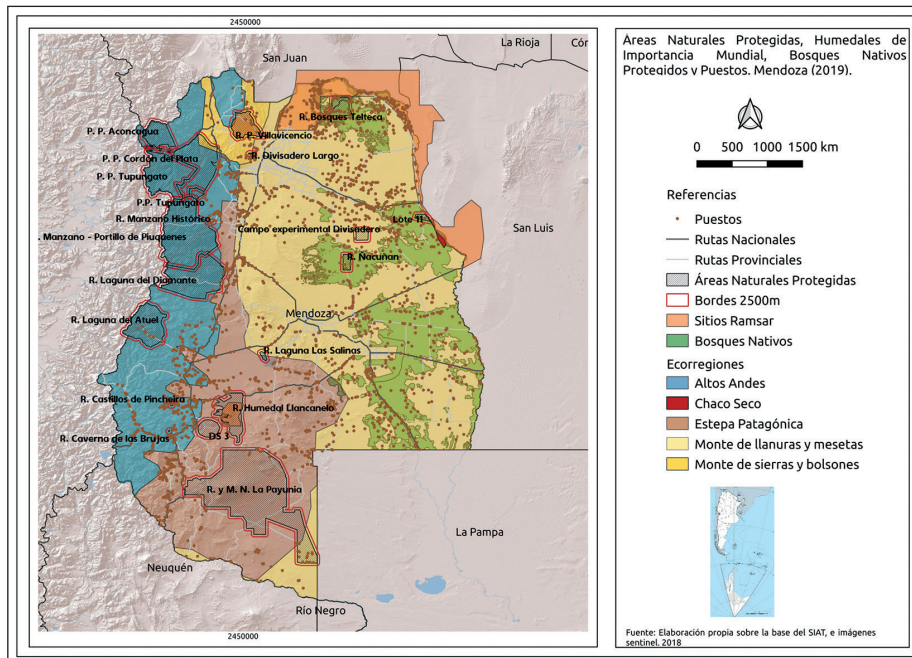 2450000
La Rioja
Cór
San Juan
R. Bosques Telteca
P. P. Aconcagua
R. P. Villavicencio
P. P. Cordón del Plata
R. Divisadero Largo
P. P. Tupungato
P.P. Tupungato
R. Manzano Histórico
Lote 11
San Luis
Campo experimental Divisadero
. Manzano - Portillo de Piuquenes
R. Ñacuñan
R. Laguna del Diamante
Mendoza
R. Laguna del Atuel
R. Laguna Las Salinas
R. Castillos de Pincheira
R. Humedal Llancanelo
DS 3
R. Caverna de las Brujas
R. y M. N. La Payunia
La Pampa
Neuquén
Río Negro
2450000
Áreas Naturales Protegidas, Humedales de
Importancia Mundial, Bosques Nativos
Protegidos y Puestos. Mendoza (2019).
0 500 1000 1500 km
Referencias
Puestos
Rutas Nacionales
Rutas Provinciales
Áreas Naturales Protegidas
Bordes 2500m
Sitios Ramsar
Bosques Nativos
Ecorregiones
Altos Andes
Chaco Seco
Estepa Patagónica
Monte de llanuras y mesetas
Monte de sierras y bolsones
Fuente: Elaboración propia sobre la base del SIAT, e imágenes
sentinel. 2018